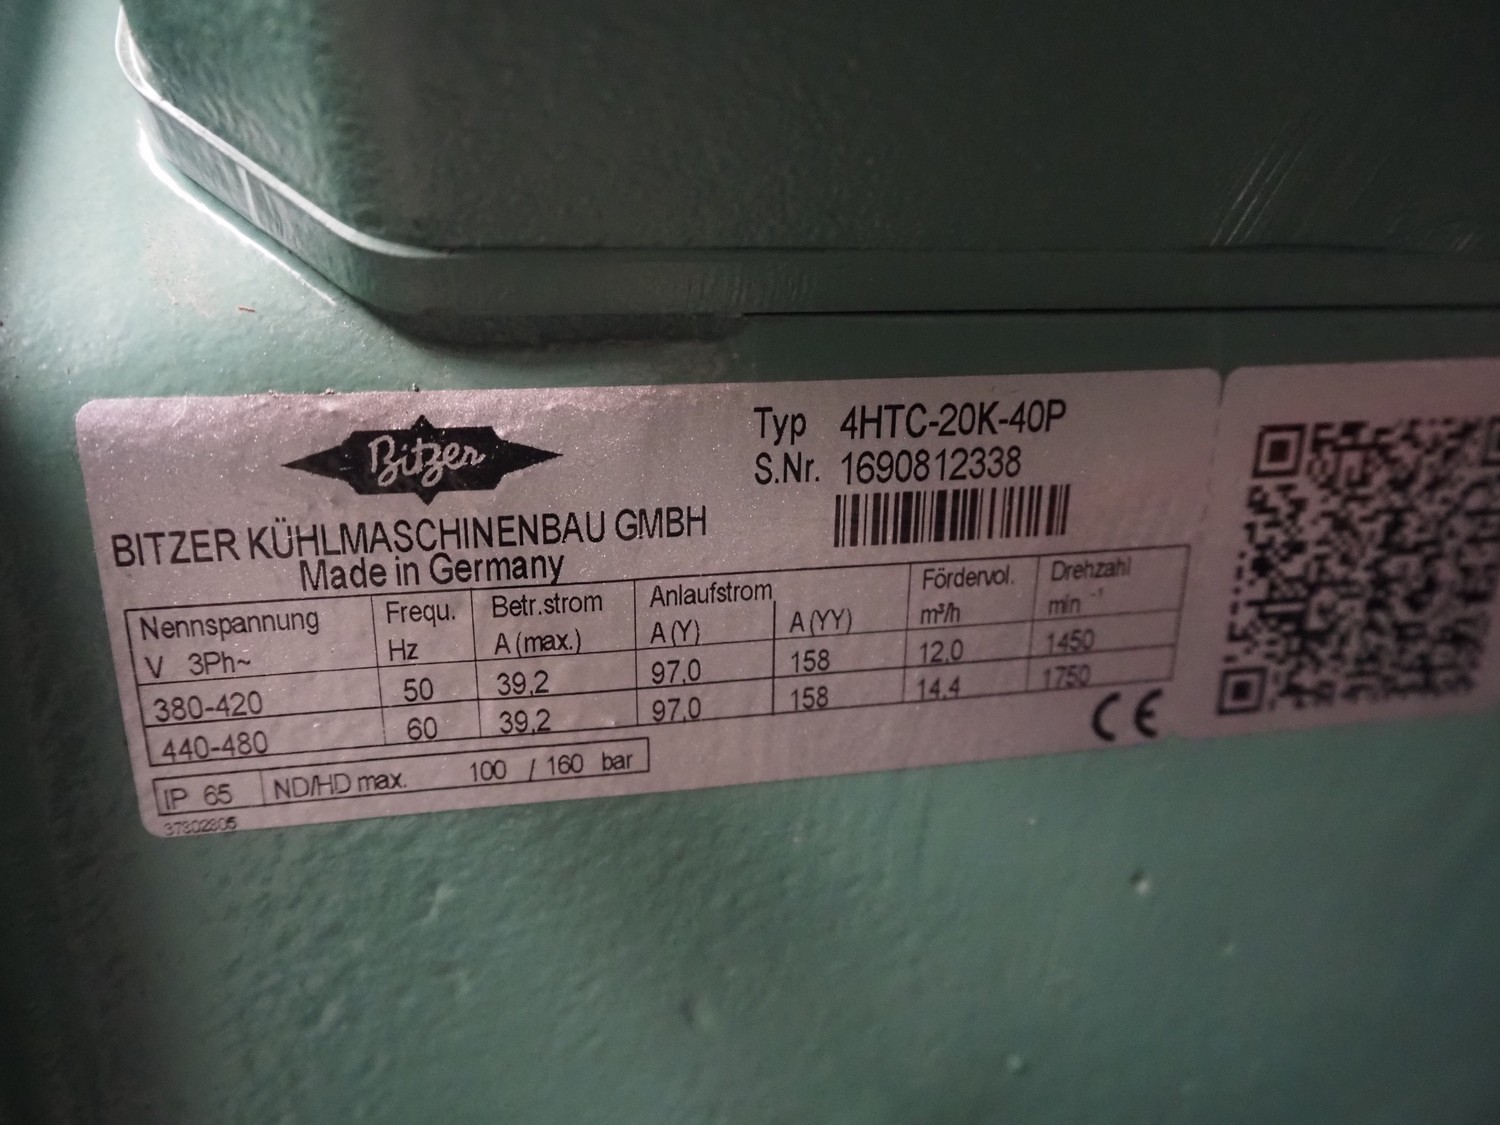 Bitzer
BITZER KÜHLMASCHINENBAU GMBH
Made in Germany
Typ 4HTC-20K-40P
S.Nr. 1690812338
Nennspannung Frequ. Betr.strom Anlaufstrom Fördervol. Drehzahl
V 3Ph~ Hz A (max.) A (Y) A (YY) m³/h min -1
380-420 50 39,2 97,0 158 12,0 1450
440-480 60 39,2 97,0 158 14,4 1750
IP 65 ND/HD max. 100 / 160 bar
CE
37302805